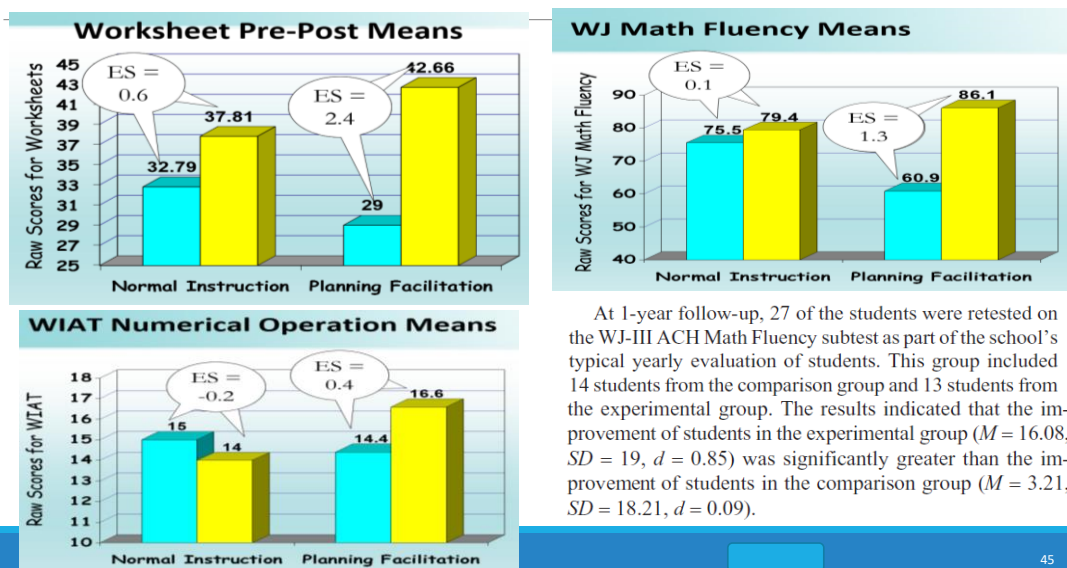 Worksheet Pre-Post Means
Raw Scores for Worksheets
45
43
41
39
37
35
33
31
29
27
25
ES =
0.6
32.79
37.81
ES =
2.4
29
42.66
Normal Instruction
Planning Facilitation
WJ Math Fluency Means
Raw Scores for WJ Math Fluency
90
80
70
60
50
40
ES =
0.1
75.5
79.4
ES =
1.3
60.9
86.1
Normal Instruction
Planning Facilitation
WIAT Numerical Operation Means
Raw Scores for WIAT
18
17
16
15
14
13
12
11
10
ES =
-0.2
15
14
ES =
0.4
14.4
16.6
Normal Instruction
Planning Facilitation
At 1-year follow-up, 27 of the students were retested on
the WJ-III ACH Math Fluency subtest as part of the school’s
typical yearly evaluation of students. This group included
14 students from the comparison group and 13 students from
the experimental group. The results indicated that the im-
provement of students in the experimental group (M = 16.08,
SD = 19, d = 0.85) was significantly greater than the im-
provement of students in the comparison group (M = 3.21,
SD = 18.21, d = 0.09).
45